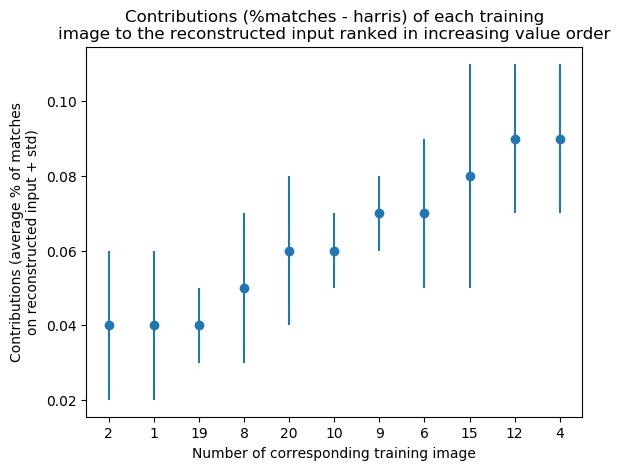 Contributions (%matches - harris) of each training
image to the reconstructed input ranked in increasing value order
Contributions (average % of matches
on reconstructed input + std)
0.10
0.08
0.06
0.04
0.02
2 1 19 8 20 10 9 6 15 12 4
Number of corresponding training image